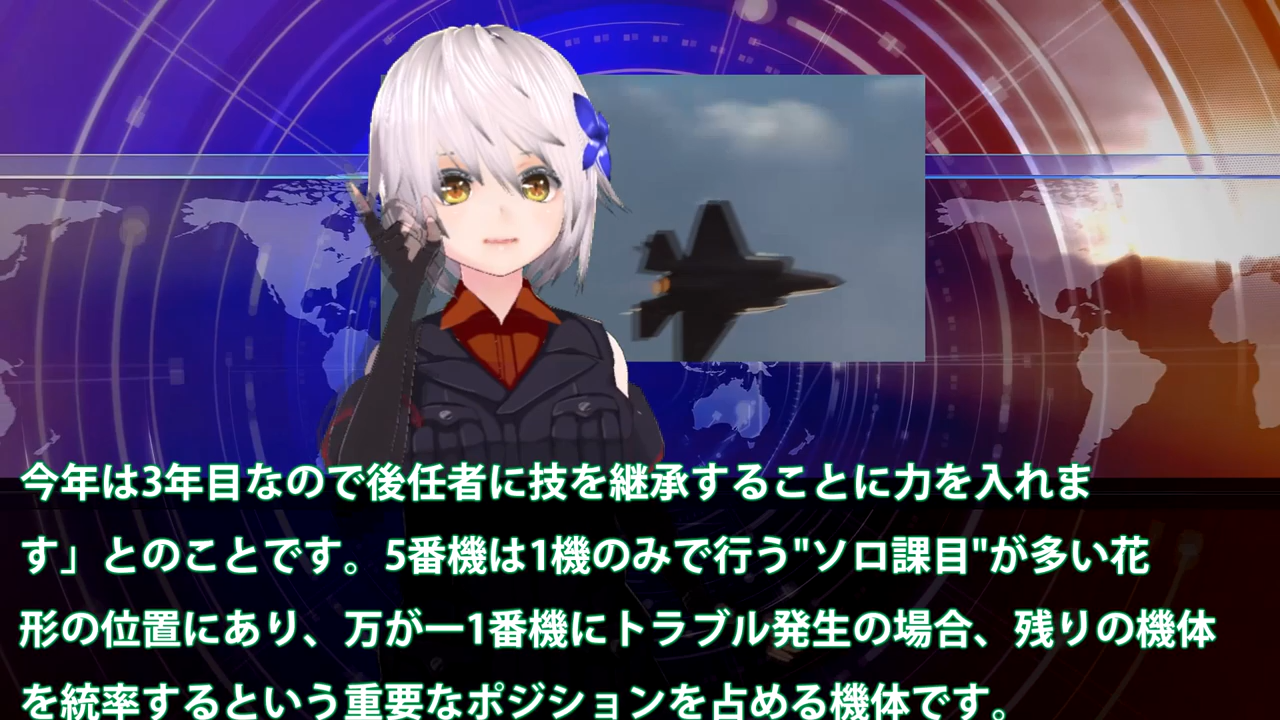 今年は3年目なので後任者に技を継承することに力を入れま
す」とのことです。5番機は1機のみで行う"ソロ課目"が多い花
形の位置にあり、万が一1番機にトラブル発生の場合、残りの機体
を統率するという重要なポジションを占める機体です。